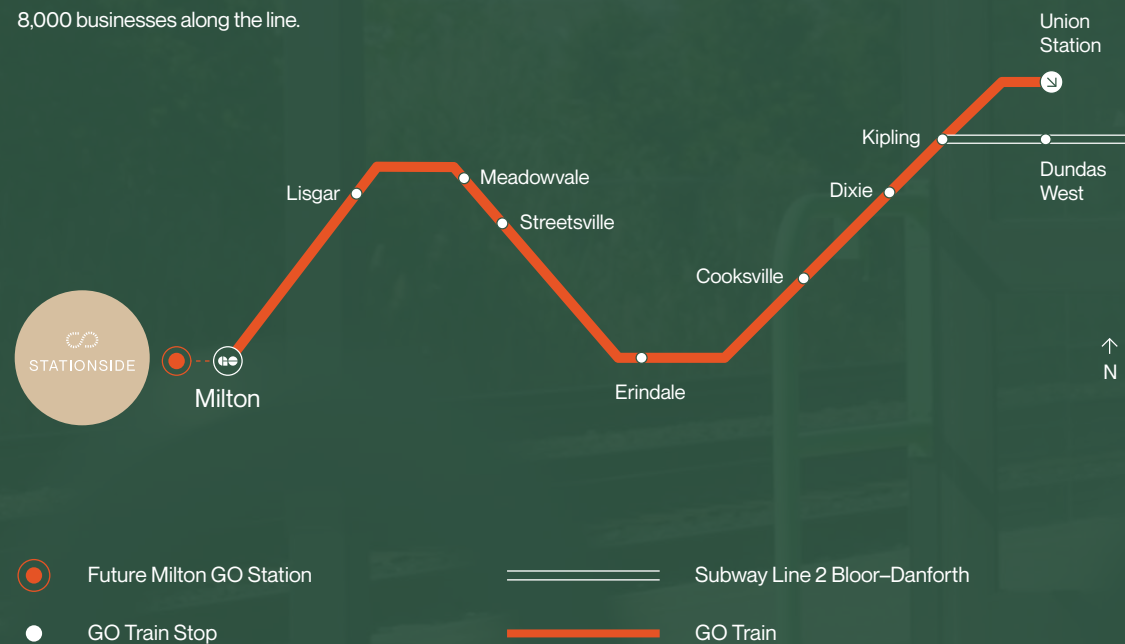 8,000 businesses along the line.
Union
Station
Kipling
Dundas
West
Dixie
Meadowvale
Lisgar
Streetsville
Cooksville
STATIONSIDE
GO
Milton
Erindale
N
Future Milton GO Station
Subway Line 2 Bloor–Danforth
GO Train Stop
GO Train